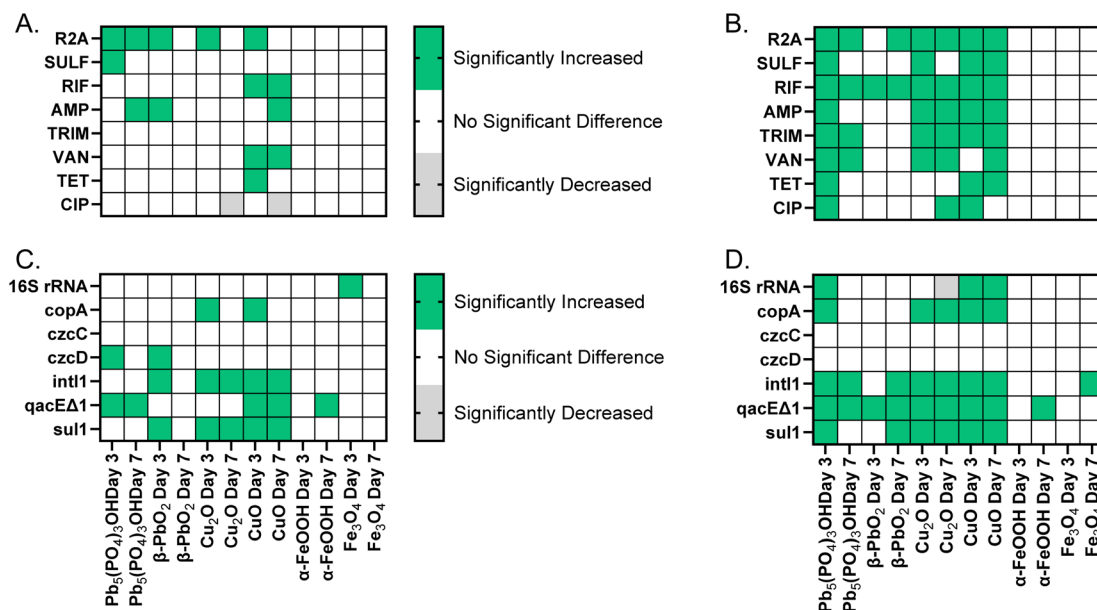 A.
R2A
SULF
RIF
AMP
TRIM
VAN
TET
CIP
Significantly Increased
No Significant Difference
Significantly Decreased
B.
R2A
SULF
RIF
AMP
TRIM
VAN
TET
CIP
C.
16S rRNA
copA
czcC
czcD
intl1
qacEΔ1
sul1
Pb₅(PO₄)₃OHDay 3
Pb₅(PO₄)₃OHDay 7
β-PbO₂ Day 3
β-PbO₂ Day 7
Cu₂O Day 3
Cu₂O Day 7
CuO Day 3
CuO Day 7
α-FeOOH Day 3
α-FeOOH Day 7
Fe₃O₄ Day 3
Fe₃O₄ Day 7
Significantly Increased
No Significant Difference
Significantly Decreased
D.
16S rRNA
copA
czcC
czcD
intl1
qacEΔ1
sul1
Pb₅(PO₄)₃OHDay 3
Pb₅(PO₄)₃OHDay 7
β-PbO₂ Day 3
β-PbO₂ Day 7
Cu₂O Day 3
Cu₂O Day 7
CuO Day 3
CuO Day 7
α-FeOOH Day 3
α-FeOOH Day 7
Fe₃O₄ Day 3
Fe₃O₄ Day 7